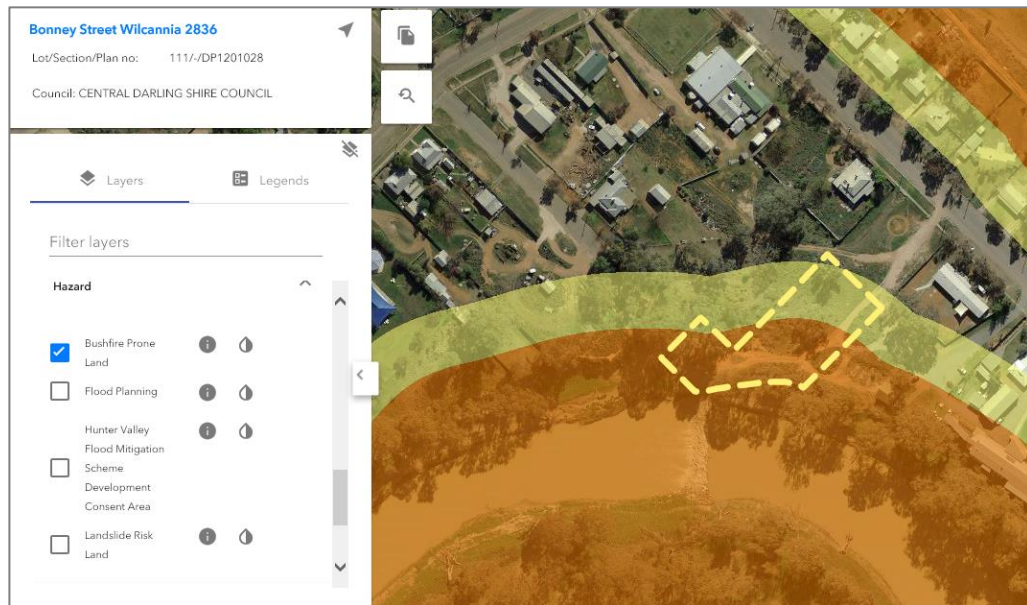 Bonney Street Wilcannia 2836
Lot/Section/Plan no: 111/-/DP1201028
Council: CENTRAL DARLING SHIRE COUNCIL
Layers
Legends
Filter layers
Hazard
Bushfire Prone
Land
Flood Planning
Hunter Valley
Flood Mitigation
Scheme
Development
Consent Area
Landslide Risk
Land